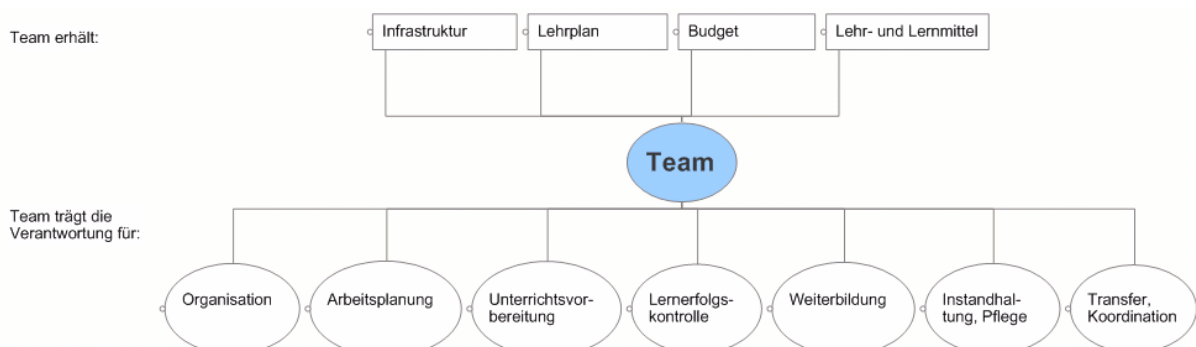 Team erhält:
Infrastruktur
Lehrplan
Budget
Lehr- und Lernmittel
Team
Team trägt die
Verantwortung für:
Organisation
Arbeitsplanung
Unterrichtsvor-
bereitung
Lernerfolgs-
kontrolle
Weiterbildung
Instandhal-
tung, Pflege
Transfer,
Koordination